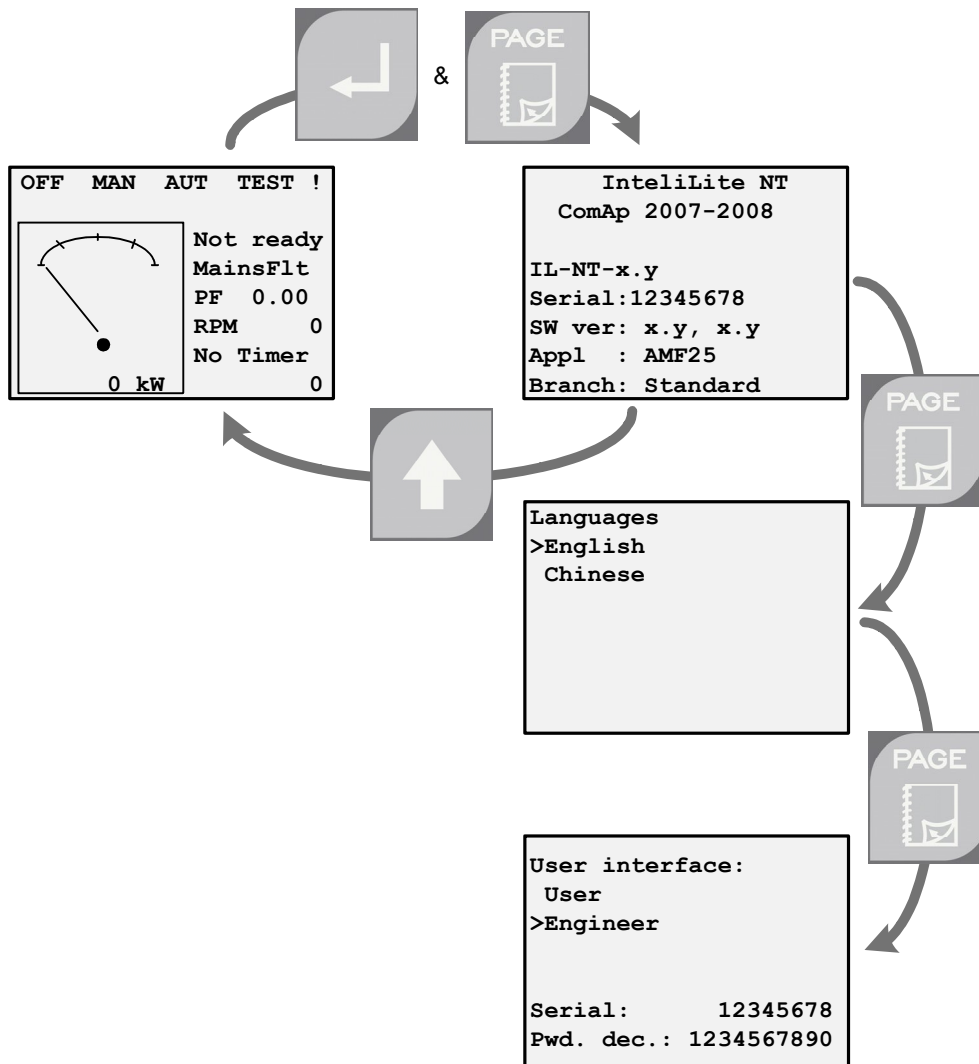 PAGE
&
OFF MAN AUT TEST !
Not ready
MainsFlt
PF 0.00
RPM 0
No Timer
0 kW 0
InteliLite NT
ComAp 2007-2008
IL-NT-x.y
Serial:12345678
SW ver: x.y, x.y
Appl : AMF25
Branch: Standard
PAGE
Languages
>English
Chinese
PAGE
User interface:
User
>Engineer
Serial: 12345678
Pwd. dec.: 1234567890